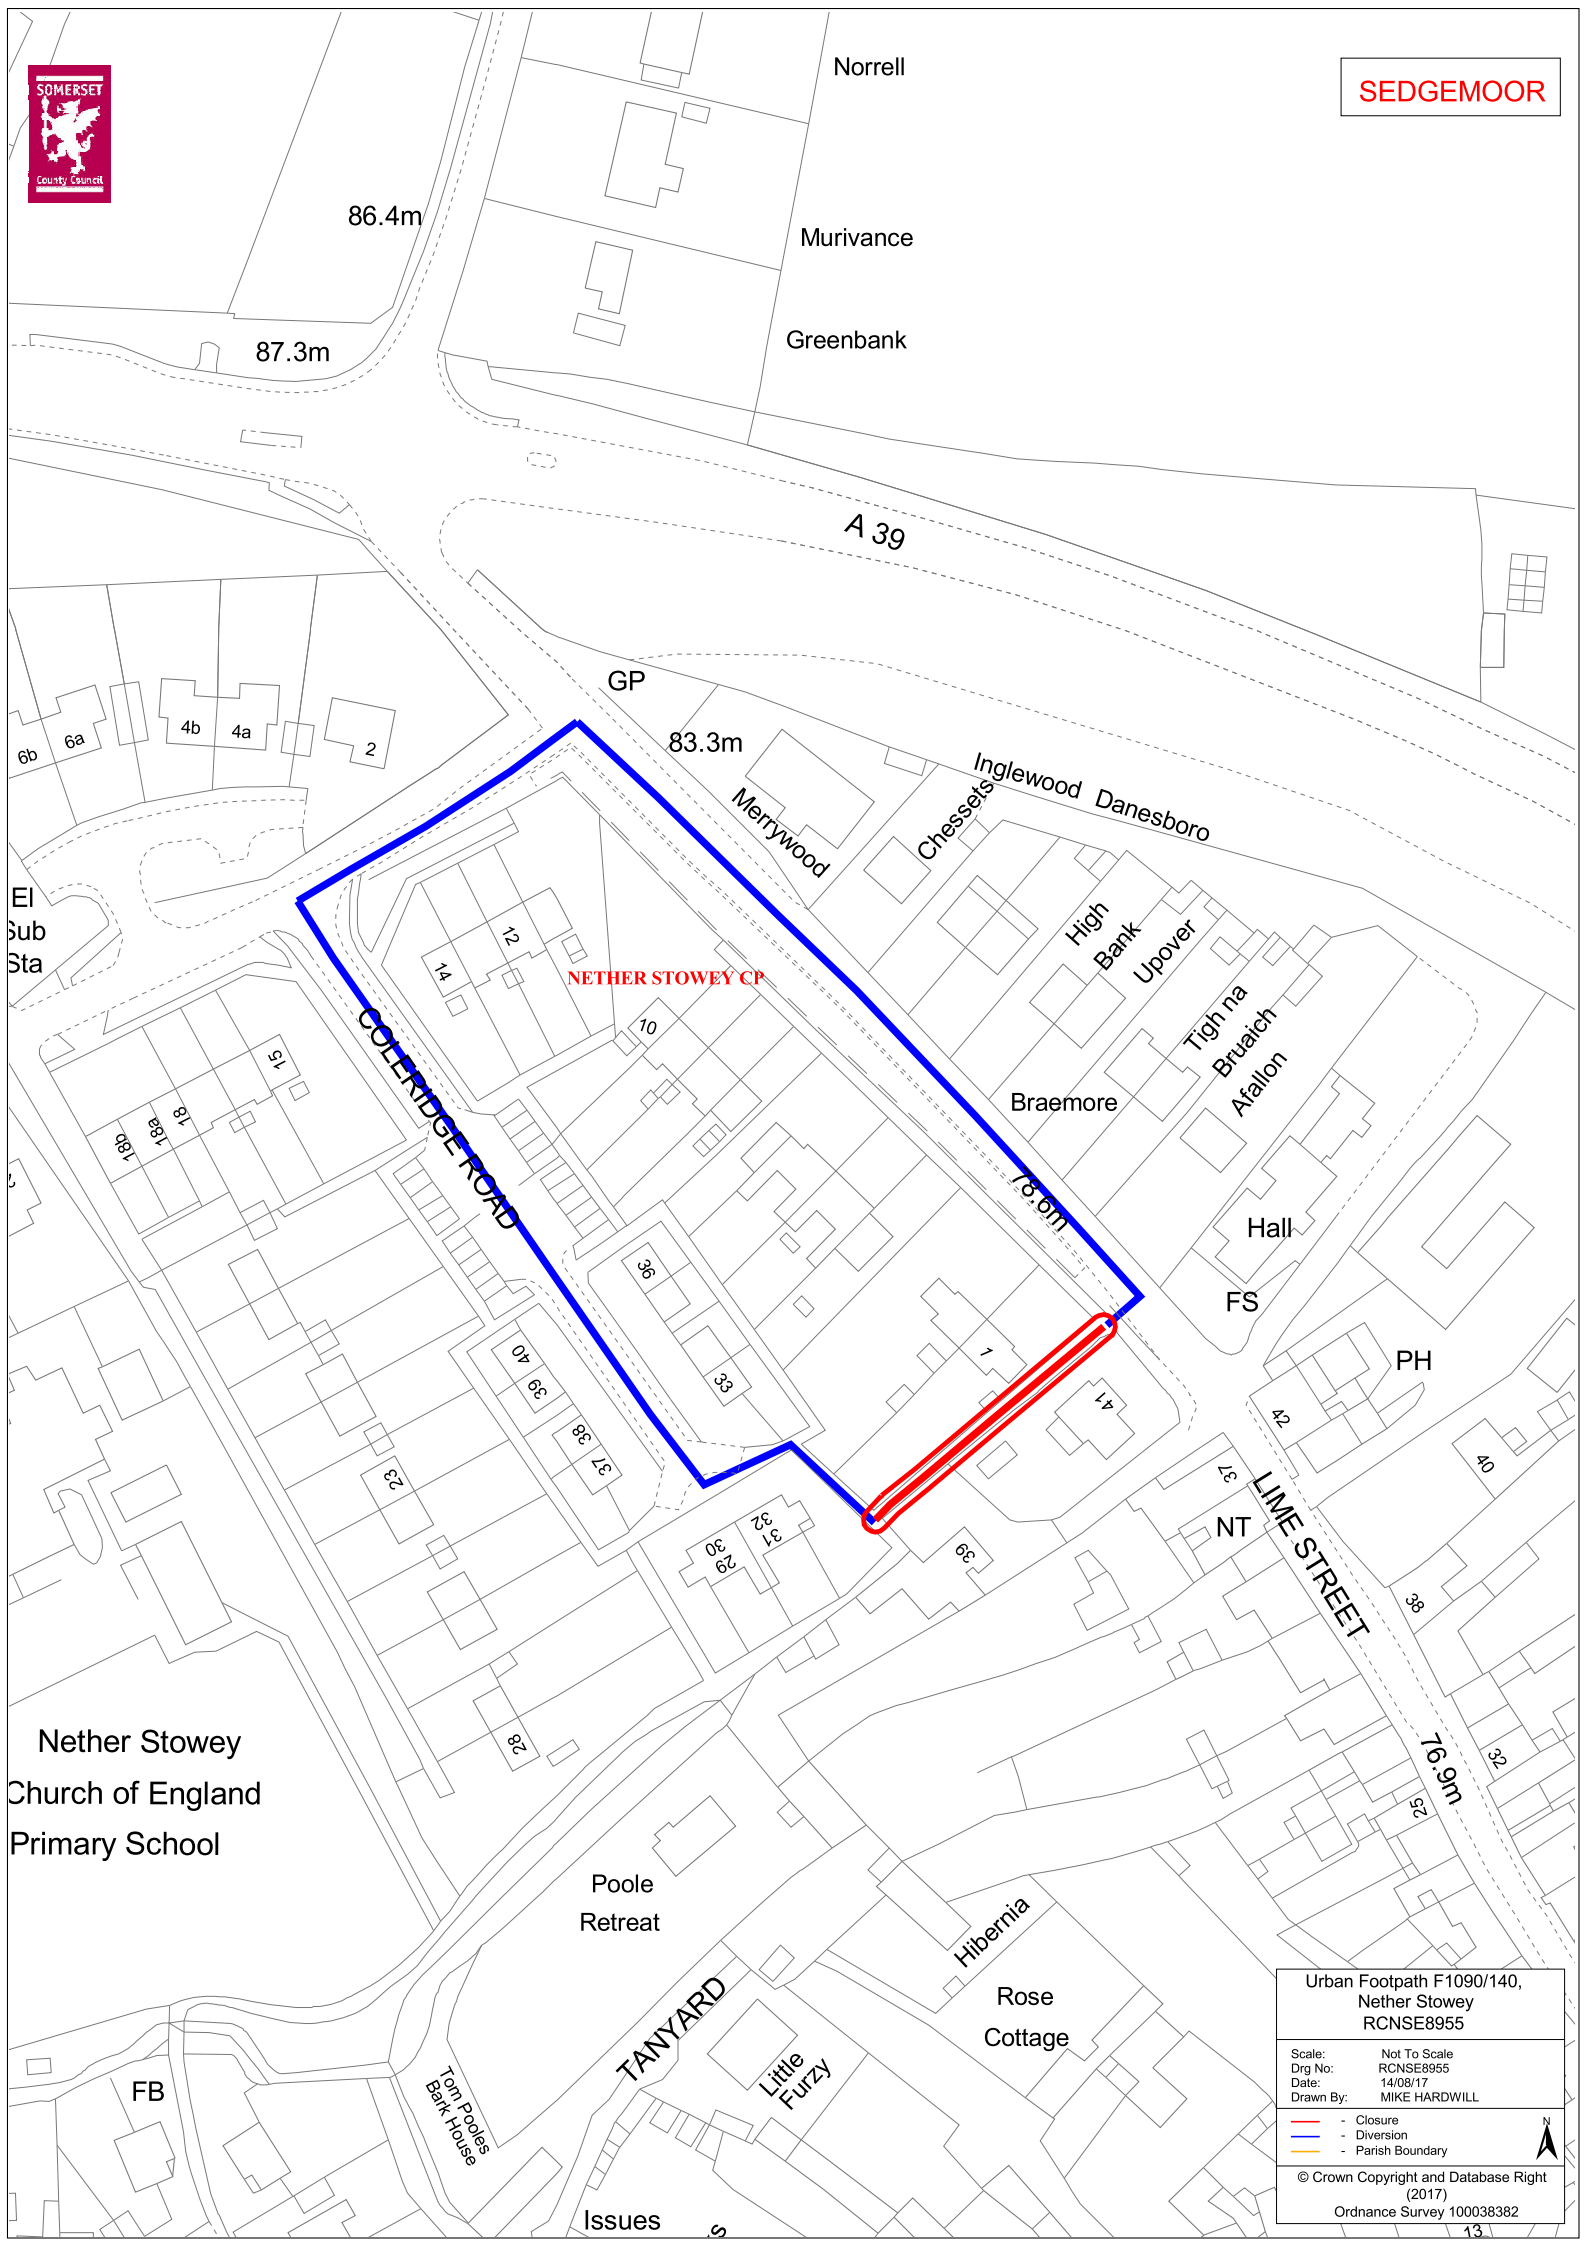 SOMERSET
County Council
SEDGEMOOR
Norrell
86.4m
Murivance
87.3m
Greenbank
A 39
GP
83.3m
6b
6a
4b
4a
2
Merrywood
Chessets
Inglewood
Danesboro
El
Sub
Sta
High
Bank
Upover
14
12
NETHER STOWEY CP
10
Tigh na
Bruaich
Afallon
COLERIDGE ROAD
15
18
18a
18b
Braemore
78.6m
Hall
FS
36
33
40
39
38
37
1
41
PH
42
40
37
NT
LIME STREET
23
32
31
30
29
39
38
28
76.9m
32
25
Nether Stowey
Church of England
Primary School
Poole
Retreat
Hibernia
Rose
Cottage
TANYARD
Little
Furzy
Tom Pooles
Bark House
FB
Issues
13
Urban Footpath F1090/140,
Nether Stowey
RCNSE8955
Scale: Not To Scale
Drg No: RCNSE8955
Date: 14/08/17
Drawn By: MIKE HARDWILL
- Closure
- Diversion
- Parish Boundary
N
© Crown Copyright and Database Right
(2017)
Ordnance Survey 100038382